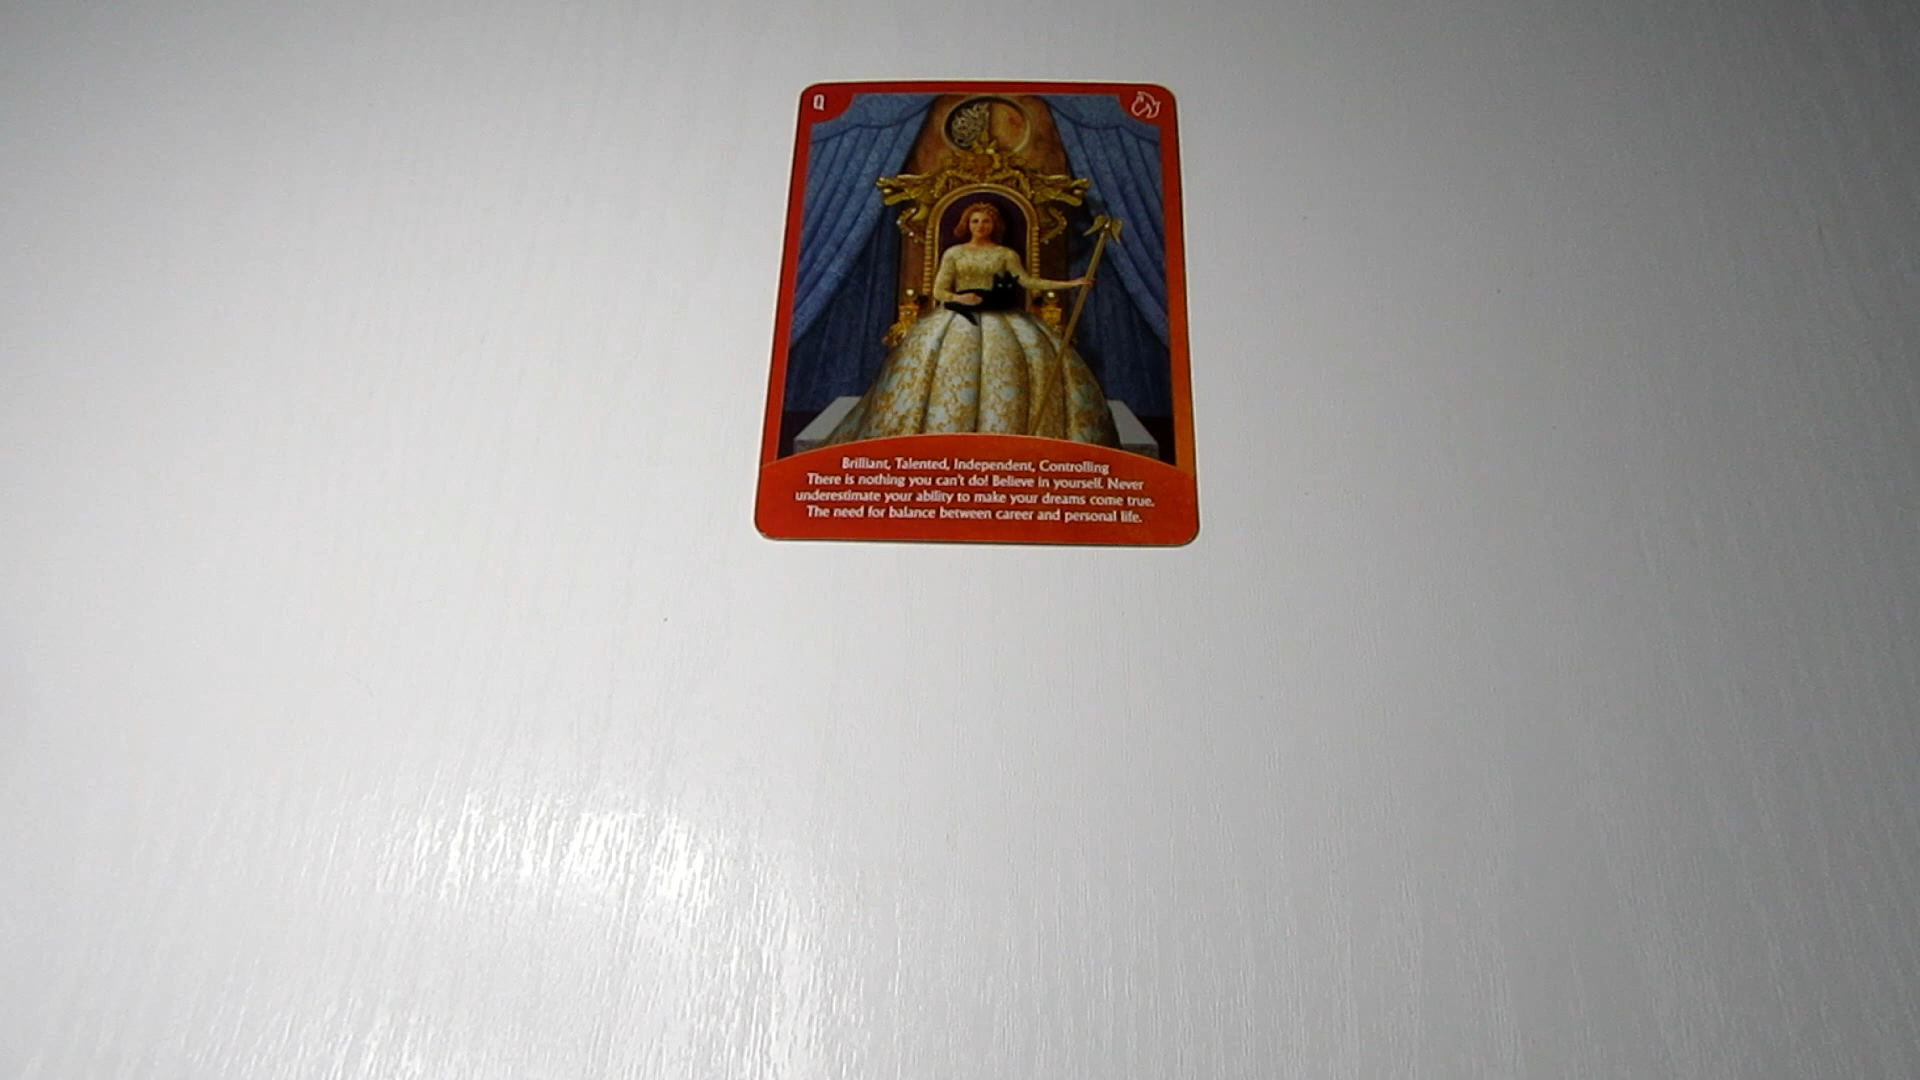 Q
Brilliant, Talented, Independent, Controlling
There is nothing you can't do! Believe in yourself. Never
underestimate your ability to make your dreams come true.
The need for balance between career and personal life.